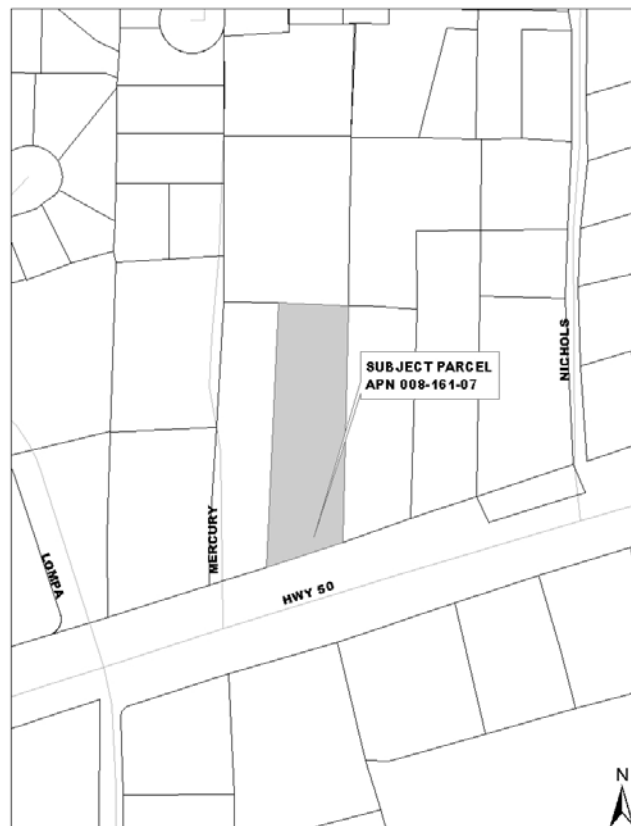 SUBJECT PARCEL
APN 008-161-07
NICHOLS
MERCURY
LOMPA
HWY 50
N